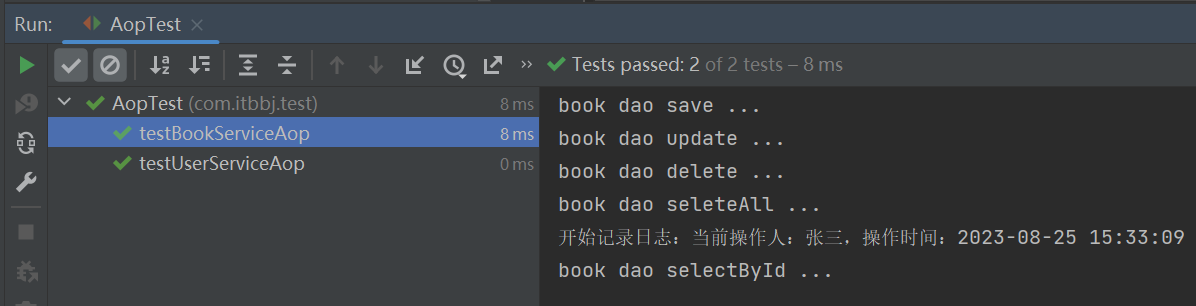 Run: AopTest ×
Tests passed: 2 of 2 tests – 8 ms
AopTest (com.itbbj.test) 8 ms
testBookServiceAop 8 ms
testUserServiceAop 0 ms
book dao save ...
book dao update ...
book dao delete ...
book dao seleteAll ...
开始记录日志：当前操作人：张三，操作时间：2023-08-25 15:33:09
book dao selectById ...